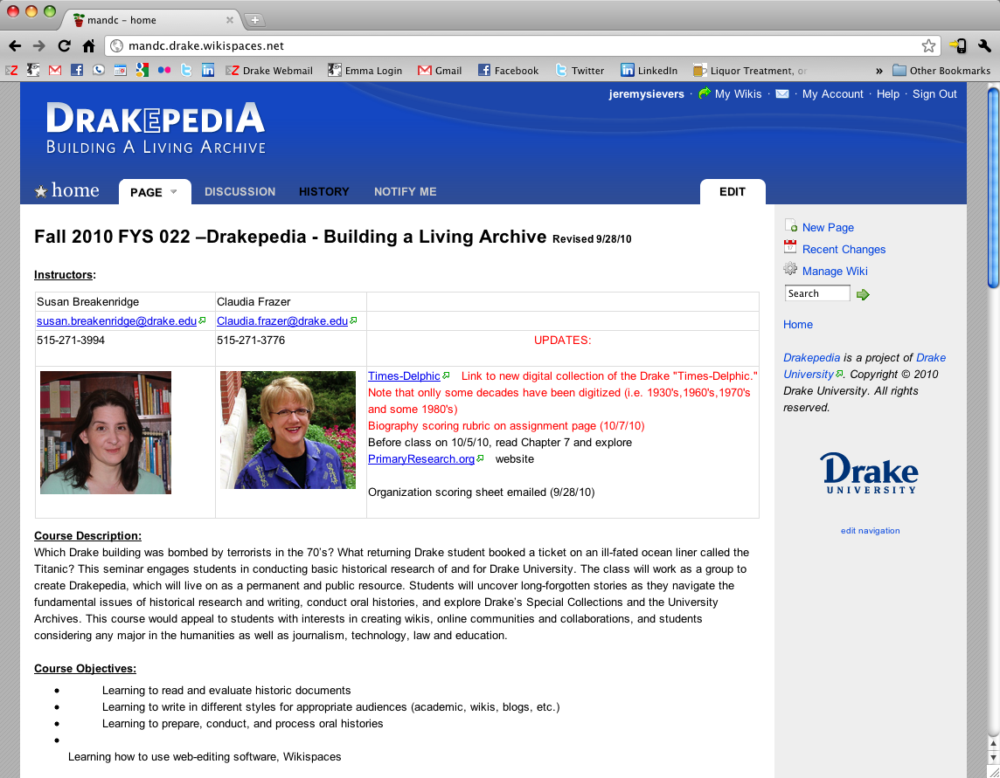 mandc – home
mandc.drake.wikispaces.net
Drake Webmail Emma Login Gmail Facebook Twitter LinkedIn Liquor Treatment, or » Other Bookmarks
jeremysievers · My Wikis · · My Account · Help · Sign Out
DRAKEPEDIA
BUILDING A LIVING ARCHIVE
home PAGE DISCUSSION HISTORY NOTIFY ME EDIT
Fall 2010 FYS 022 –Drakepedia - Building a Living Archive Revised 9/28/10
Instructors:
Susan Breakenridge Claudia Frazer
susan.breakenridge@drake.edu Claudia.frazer@drake.edu
515-271-3994 515-271-3776 UPDATES:
Times-Delphic Link to new digital collection of the Drake "Times-Delphic."
Note that onlly some decades have been digitized (i.e. 1930's,1960's,1970's
and some 1980's)
Biography scoring rubric on assignment page (10/7/10)
Before class on 10/5/10, read Chapter 7 and explore
PrimaryResearch.org website
Organization scoring sheet emailed (9/28/10)
Course Description:
Which Drake building was bombed by terrorists in the 70's? What returning Drake student booked a ticket on an ill-fated ocean liner called the
Titanic? This seminar engages students in conducting basic historical research of and for Drake University. The class will work as a group to
create Drakepedia, which will live on as a permanent and public resource. Students will uncover long-forgotten stories as they navigate the
fundamental issues of historical research and writing, conduct oral histories, and explore Drake's Special Collections and the University
Archives. This course would appeal to students with interests in creating wikis, online communities and collaborations, and students
considering any major in the humanities as well as journalism, technology, law and education.
Course Objectives:
• Learning to read and evaluate historic documents
• Learning to write in different styles for appropriate audiences (academic, wikis, blogs, etc.)
• Learning to prepare, conduct, and process oral histories
•
Learning how to use web-editing software, Wikispaces
New Page
Recent Changes
Manage Wiki
Search
Home
Drakepedia is a project of Drake
University. Copyright © 2010
Drake University. All rights
reserved.
Drake
UNIVERSITY
edit navigation